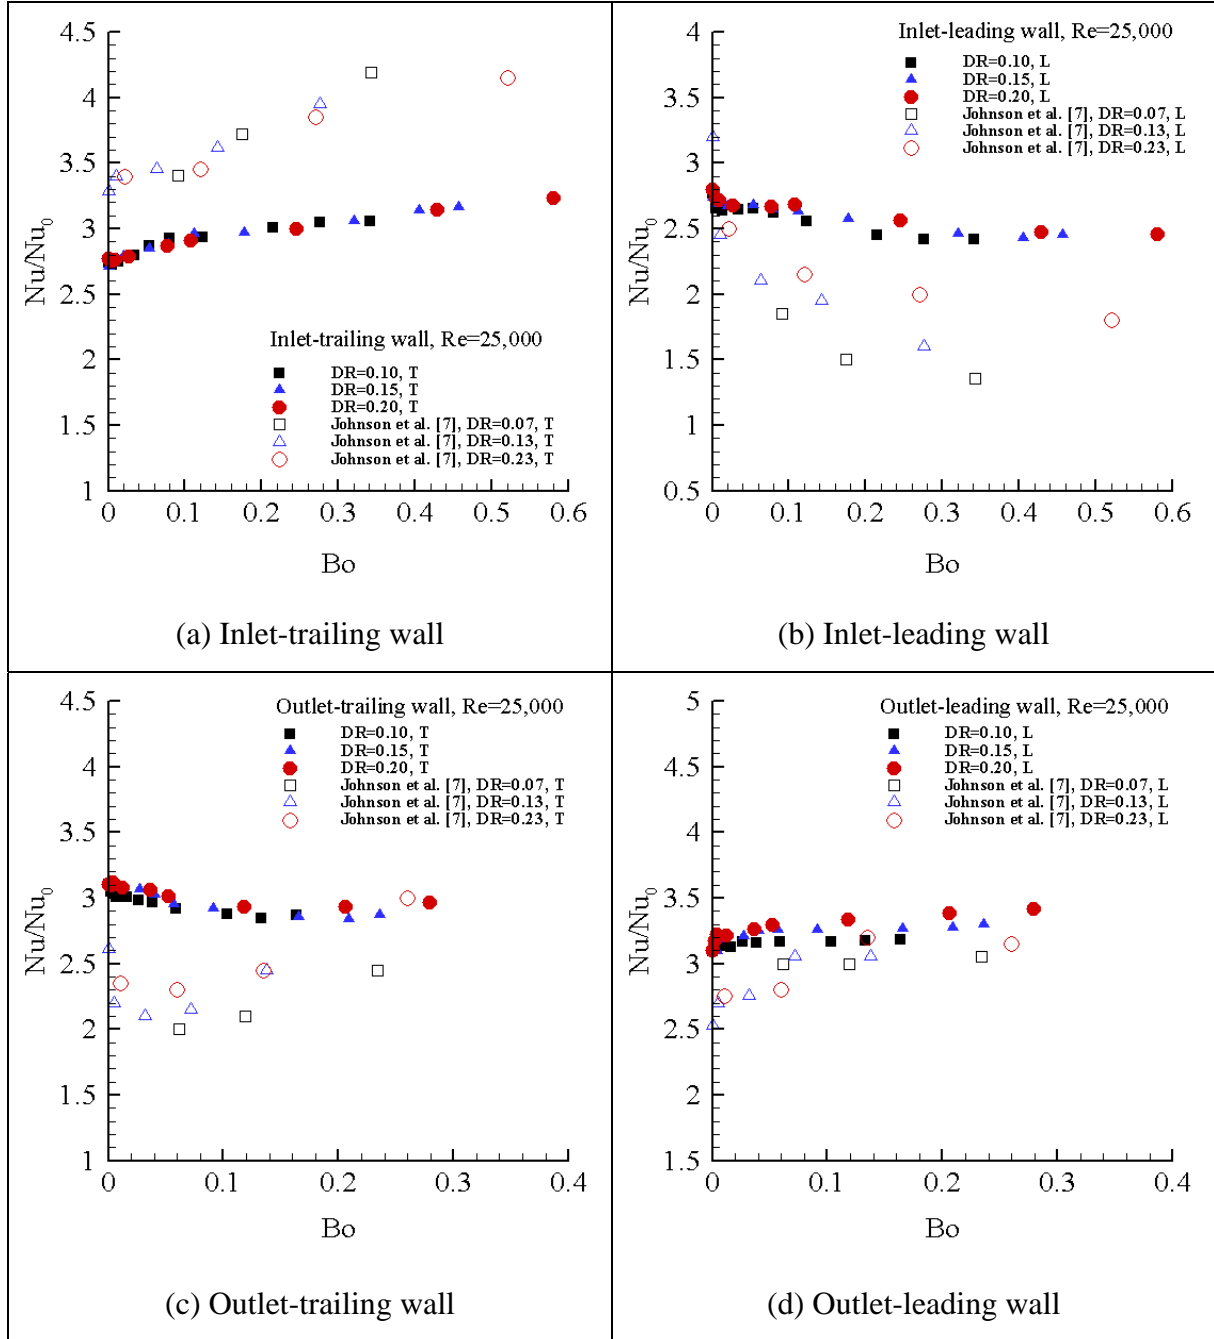 4.5
4
3.5
3
2.5
2
1.5
1
Nu/Nu0
Inlet-trailing wall, Re=25,000
DR=0.10, T
DR=0.15, T
DR=0.20, T
Johnson et al. [7], DR=0.07, T
Johnson et al. [7], DR=0.13, T
Johnson et al. [7], DR=0.23, T
0 0.1 0.2 0.3 0.4 0.5 0.6
Bo
(a) Inlet-trailing wall
4
3.5
3
2.5
2
1.5
1
0.5
Nu/Nu0
Inlet-leading wall, Re=25,000
DR=0.10, L
DR=0.15, L
DR=0.20, L
Johnson et al. [7], DR=0.07, L
Johnson et al. [7], DR=0.13, L
Johnson et al. [7], DR=0.23, L
0 0.1 0.2 0.3 0.4 0.5 0.6
Bo
(b) Inlet-leading wall
4.5
4
3.5
3
2.5
2
1.5
1
Nu/Nu0
Outlet-trailing wall, Re=25,000
DR=0.10, T
DR=0.15, T
DR=0.20, T
Johnson et al. [7], DR=0.07, T
Johnson et al. [7], DR=0.13, T
Johnson et al. [7], DR=0.23, T
0 0.1 0.2 0.3 0.4
Bo
(c) Outlet-trailing wall
5
4.5
4
3.5
3
2.5
2
1.5
Nu/Nu0
Outlet-leading wall, Re=25,000
DR=0.10, L
DR=0.15, L
DR=0.20, L
Johnson et al. [7], DR=0.07, L
Johnson et al. [7], DR=0.13, L
Johnson et al. [7], DR=0.23, L
0 0.1 0.2 0.3 0.4
Bo
(d) Outlet-leading wall